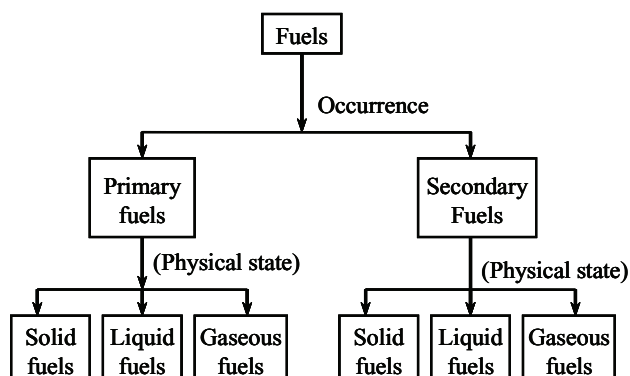 Fuels
Occurrence
Primary
fuels
Secondary
Fuels
(Physical state)
(Physical state)
Solid
fuels
Liquid
fuels
Gaseous
fuels
Solid
fuels
Liquid
fuels
Gaseous
fuels